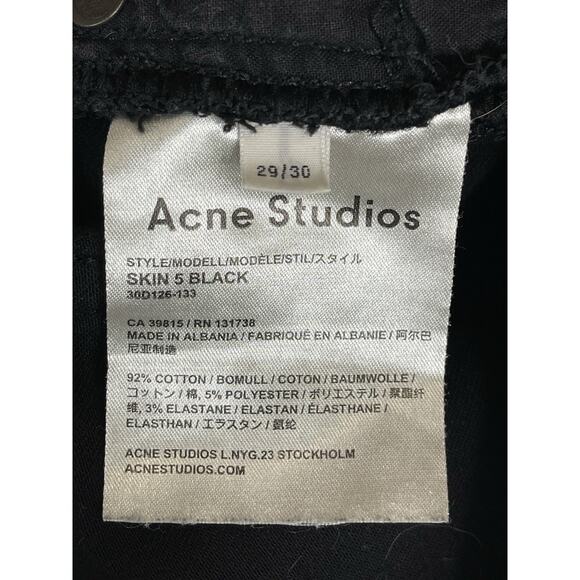 29/30
Acne Studios
STYLE/MODELL/MODÈLE/STIL/スタイル
SKIN 5 BLACK
30D126-133
CA 39815 / RN 131738
MADE IN ALBANIA / FABRIQUÉ EN ALBANIE / 阿尔巴
尼亚制造
92% COTTON / BOMULL / COTON / BAUMWOLLE /
コットン / 棉, 5% POLYESTER / ポリエステル / 聚酯纤
维, 3% ELASTANE / ELASTAN / ÉLASTHANE /
ELASTHAN / エラスタン / 氨纶
ACNE STUDIOS L.NYG.23 STOCKHOLM
ACNESTUDIOS.COM